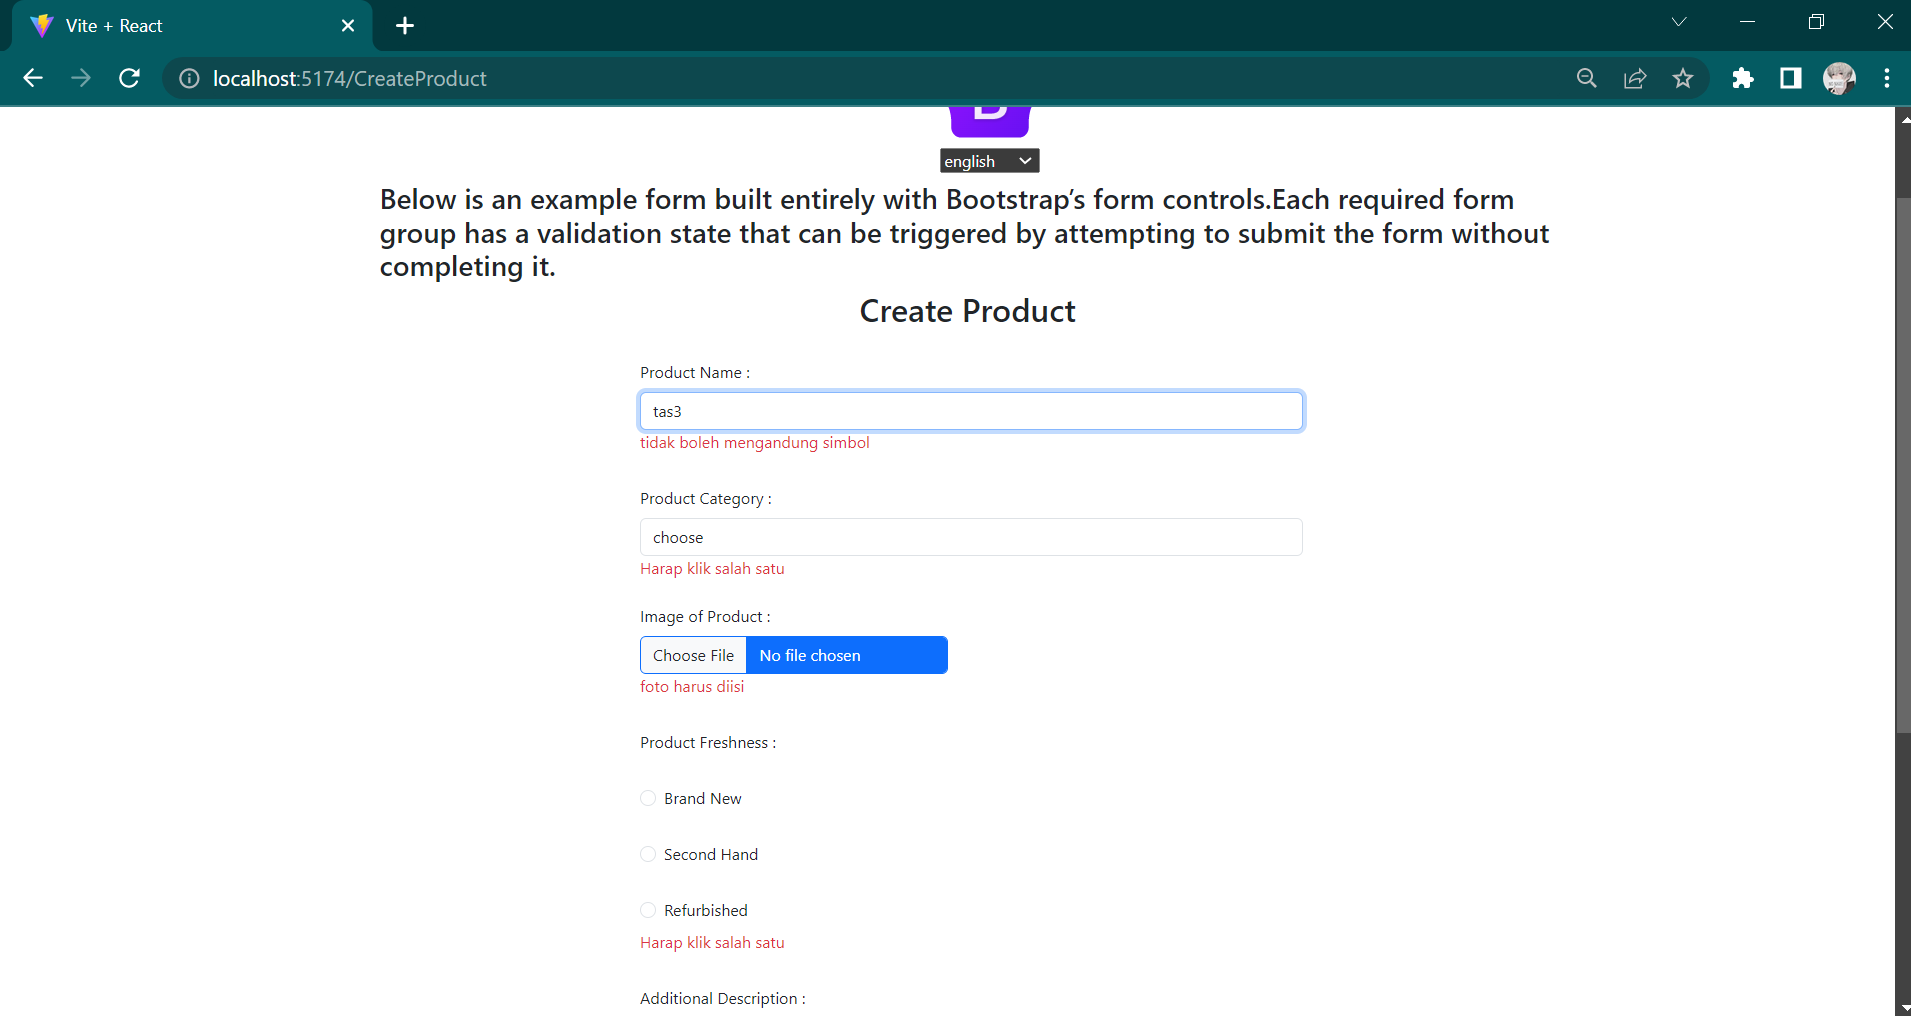 Vite + React
localhost:5174/CreateProduct
english
Below is an example form built entirely with Bootstrap’s form controls.Each required form
group has a validation state that can be triggered by attempting to submit the form without
completing it.
Create Product
Product Name :
tas3
tidak boleh mengandung simbol
Product Category :
choose
Harap klik salah satu
Image of Product :
Choose File No file chosen
foto harus diisi
Product Freshness :
Brand New
Second Hand
Refurbished
Harap klik salah satu
Additional Description :